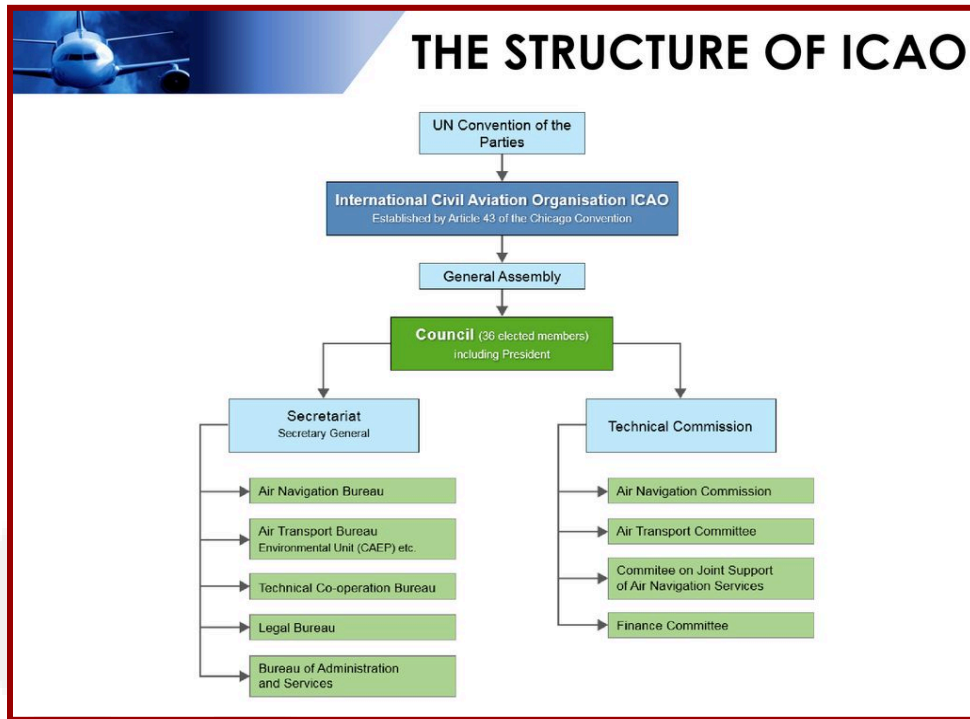 THE STRUCTURE OF ICAO
UN Convention of the
Parties
International Civil Aviation Organisation ICAO
Established by Article 43 of the Chicago Convention
General Assembly
Council (36 elected members)
including President
Secretariat
Secretary General
Air Navigation Bureau
Air Transport Bureau
Environmental Unit (CAEP) etc.
Technical Co-operation Bureau
Legal Bureau
Bureau of Administration
and Services
Technical Commission
Air Navigation Commission
Air Transport Committee
Commitee on Joint Support
of Air Navigation Services
Finance Committee